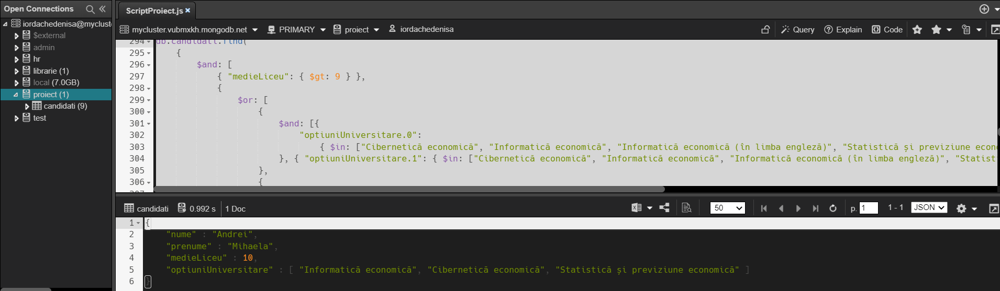 Open Connections
iordachedenisa@myclust
$external
admin
hr
librarie (1)
local (7.0GB)
proiect (1)
candidati (9)
test
ScriptProiect.js ×
mycluster.vubmxkh.mongodb.net PRIMARY proiect iordachedenisa Query Explain Code
294 db.candidati.find(
295 {
296 $and: [
297 { "medieLiceu": { $gt: 9 } },
298 {
299 $or: [
300 {
301 $and: [{
302 "optiuniUniversitare.0":
303 { $in: ["Cibernetică economică", "Informatică economică", "Informatică economică (în limba engleză)", "Statistică și previziune econ
304 }, { "optiuniUniversitare.1": { $in: ["Cibernetică economică", "Informatică economică", "Informatică economică (în limba engleză)", "Statist
305 },
306 {
307
candidati 0.992 s 1 Doc 50 p. 1 1 - 1 JSON
1 {
2 "nume" : "Andrei",
3 "prenume" : "Mihaela",
4 "medieLiceu" : 10,
5 "optiuniUniversitare" : [ "Informatică economică", "Cibernetică economică", "Statistică și previziune economică" ]
6 }